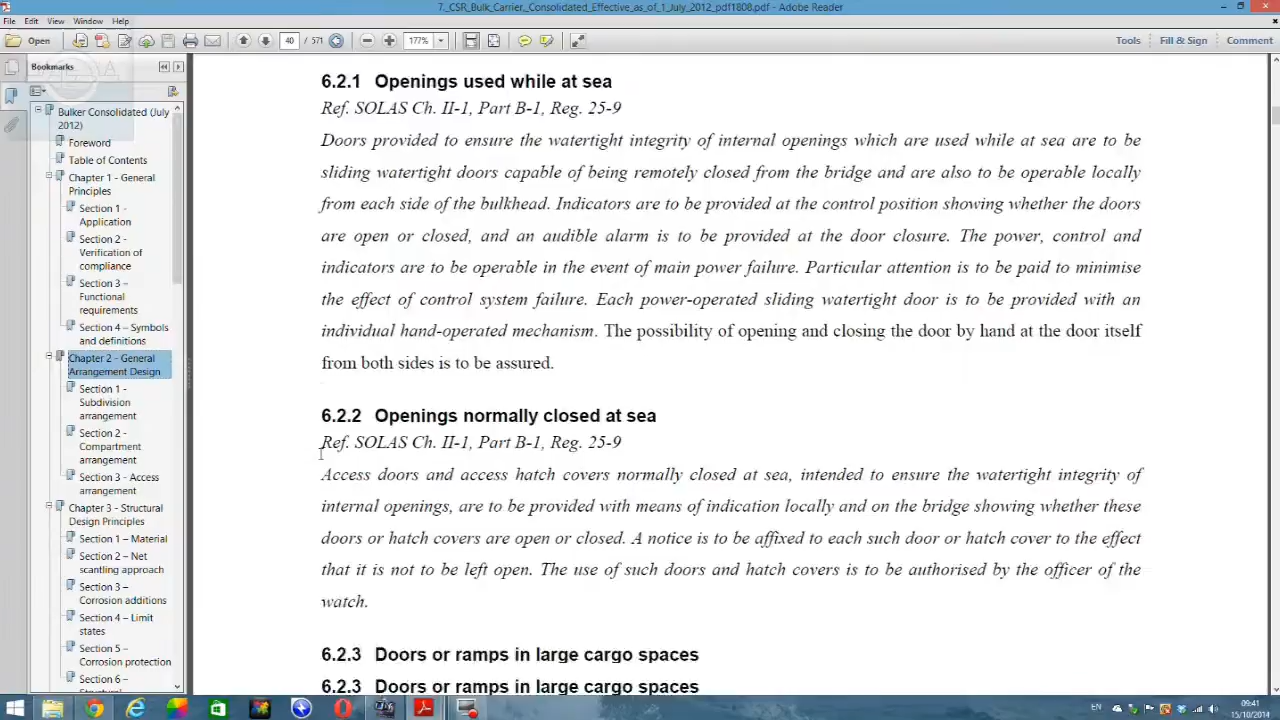 7_CSR_Bulk_Carrier_Consolidated_Effective_as_of_1_July_2012_pdf1808.pdf - Adobe Reader
File Edit View Window Help
Open
40 / 571
177%
Tools Fill & Sign Comment
Bookmarks
Bulker Consolidated (July
2012)
Foreword
Table of Contents
Chapter 1 - General
Principles
Section 1 -
Application
Section 2 -
Verification of
compliance
Section 3 -
Functional
requirements
Section 4 – Symbols
and definitions
Chapter 2 - General
Arrangement Design
Section 1 -
Subdivision
arrangement
Section 2 -
Compartment
arrangement
Section 3 - Access
arrangement
Chapter 3 - Structural
Design Principles
Section 1 – Material
Section 2 – Net
scantling approach
Section 3 –
Corrosion additions
Section 4 – Limit
states
Section 5 –
Corrosion protection
Section 6 –
6.2.1 Openings used while at sea
Ref. SOLAS Ch. II-1, Part B-1, Reg. 25-9
Doors provided to ensure the watertight integrity of internal openings which are used while at sea are to be
sliding watertight doors capable of being remotely closed from the bridge and are also to be operable locally
from each side of the bulkhead. Indicators are to be provided at the control position showing whether the doors
are open or closed, and an audible alarm is to be provided at the door closure. The power, control and
indicators are to be operable in the event of main power failure. Particular attention is to be paid to minimise
the effect of control system failure. Each power-operated sliding watertight door is to be provided with an
individual hand-operated mechanism. The possibility of opening and closing the door by hand at the door itself
from both sides is to be assured.
6.2.2 Openings normally closed at sea
Ref. SOLAS Ch. II-1, Part B-1, Reg. 25-9
Access doors and access hatch covers normally closed at sea, intended to ensure the watertight integrity of
internal openings, are to be provided with means of indication locally and on the bridge showing whether these
doors or hatch covers are open or closed. A notice is to be affixed to each such door or hatch cover to the effect
that it is not to be left open. The use of such doors and hatch covers is to be authorised by the officer of the
watch.
6.2.3 Doors or ramps in large cargo spaces
6.2.3 Doors or ramps in large cargo spaces
EN
09:41
15/10/2014